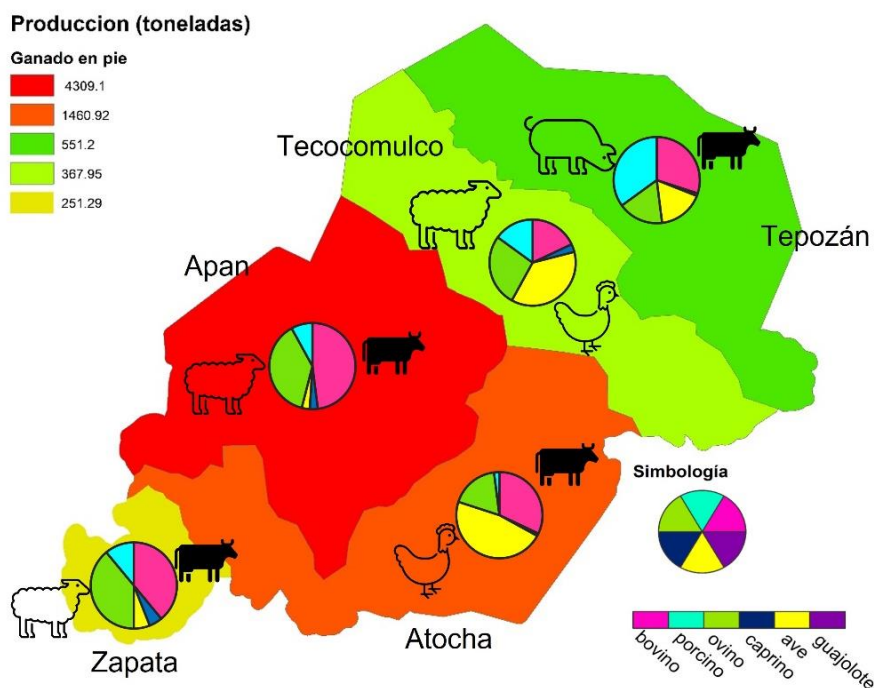 Produccion (toneladas)
Ganado en pie
4309.1
1460.92
551.2
367.95
251.29
Tecocomulco
Tepozán
Apan
Simbología
Atocha
Zapata
bovino
porcino
ovino
caprino
ave
guajolote